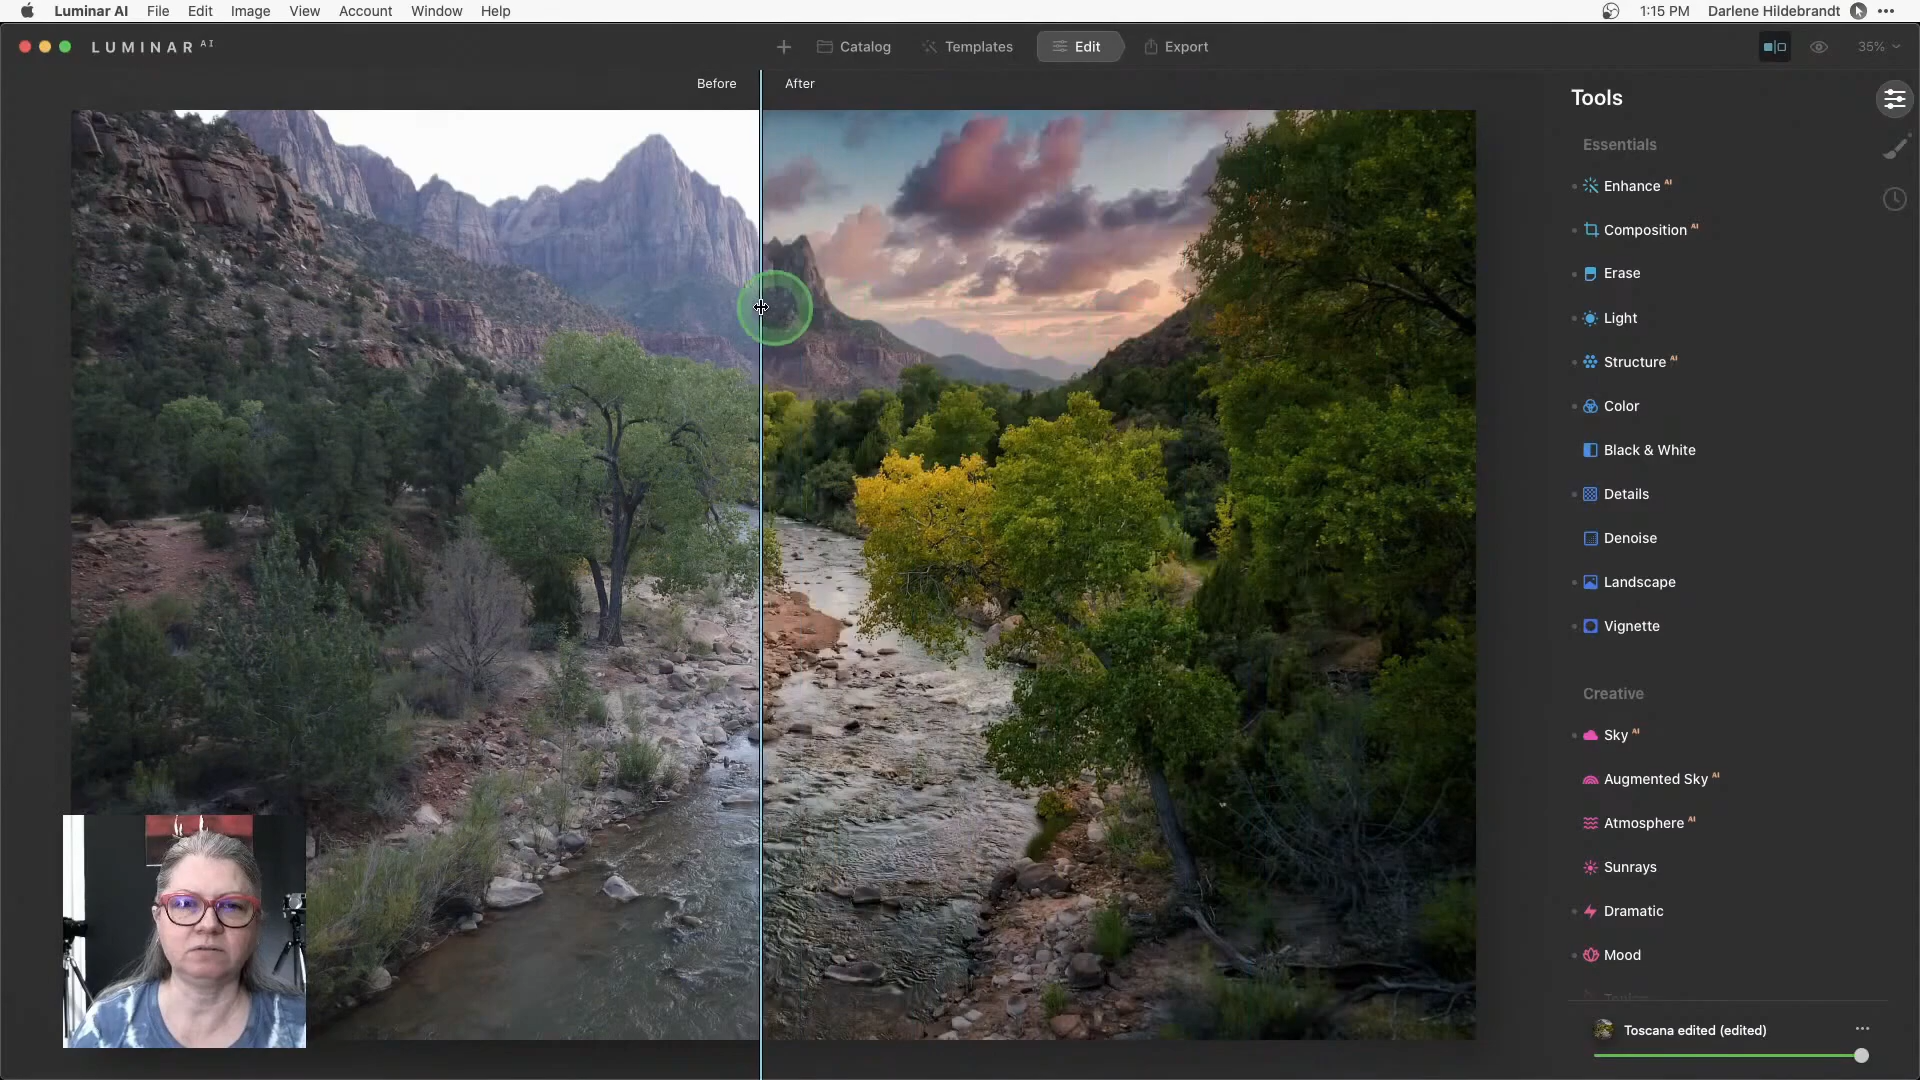 Luminar AI File Edit Image View Account Window Help 1:15 PM Darlene Hildebrandt
LUMINAR AI Catalog Templates Edit Export 35%
Before After
Tools
Essentials
Enhance AI
Composition AI
Erase
Light
Structure AI
Color
Black & White
Details
Denoise
Landscape
Vignette
Creative
Sky AI
Augmented Sky AI
Atmosphere AI
Sunrays
Dramatic
Mood
Toscana edited (edited)